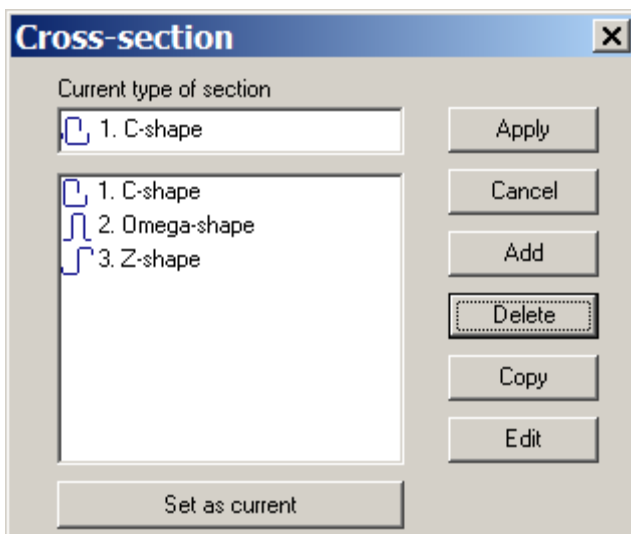 Cross-section
Current type of section
1. C-shape
Apply
1. C-shape
2. Omega-shape
3. Z-shape
Cancel
Add
Delete
Copy
Edit
Set as current